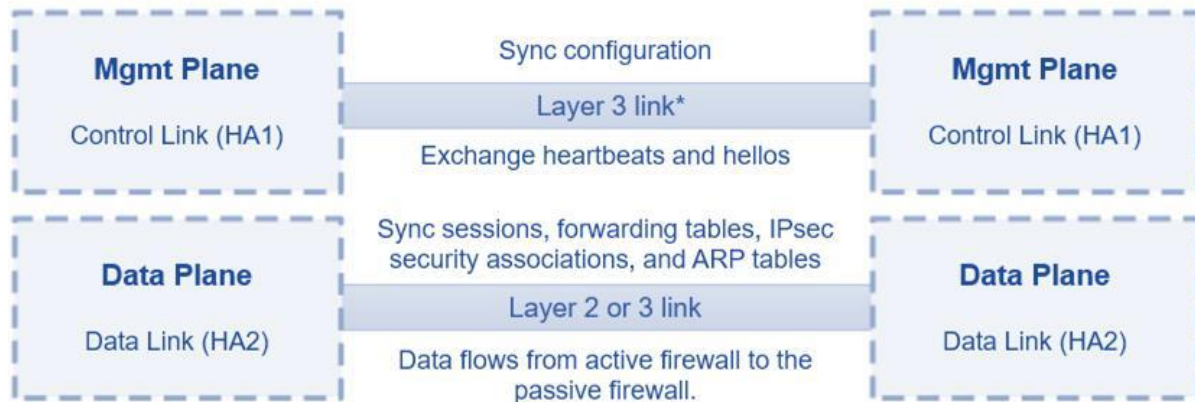 Mgmt Plane
Control Link (HA1)
Sync configuration
Layer 3 link*
Exchange heartbeats and hellos
Mgmt Plane
Control Link (HA1)
Data Plane
Data Link (HA2)
Sync sessions, forwarding tables, IPsec
security associations, and ARP tables
Layer 2 or 3 link
Data flows from active firewall to the
passive firewall.
Data Plane
Data Link (HA2)